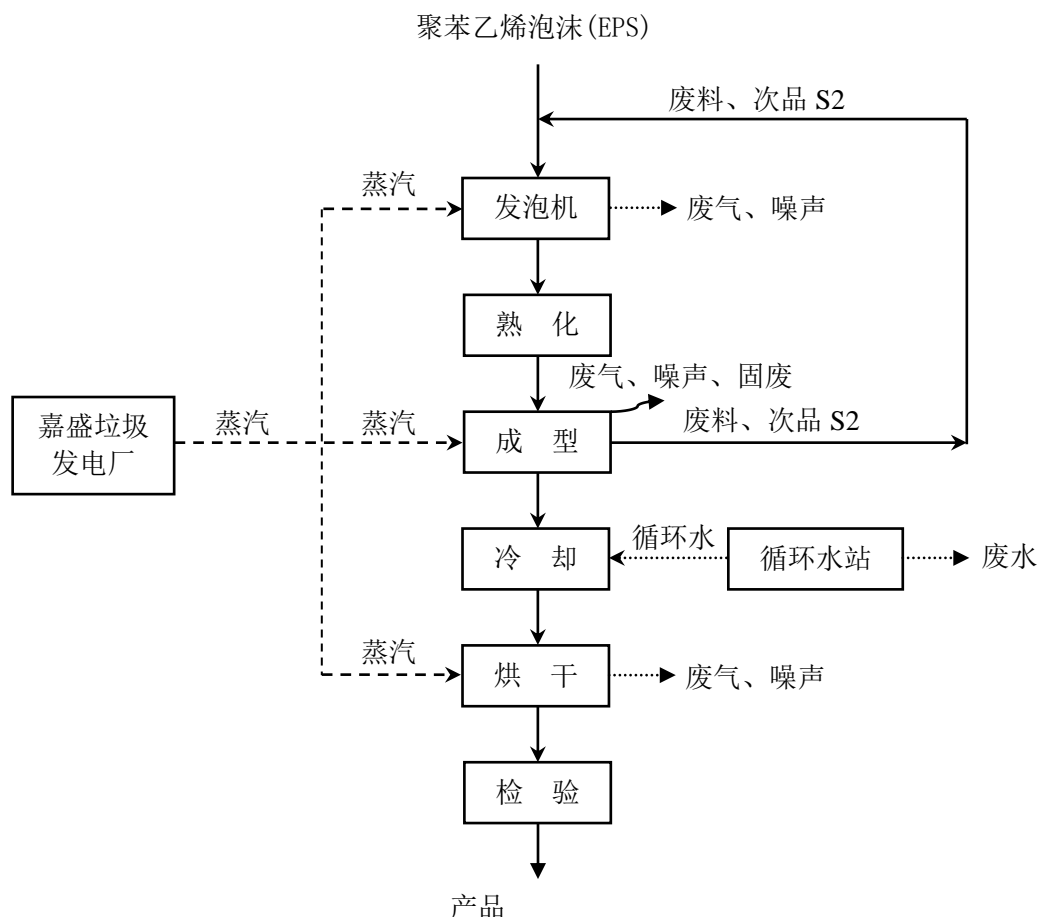 聚苯乙烯泡沫(EPS)
废料、次品 S2
蒸汽
发泡机
废气、噪声
熟 化
废气、噪声、固废
嘉盛垃圾
发电厂
蒸汽
蒸汽
成 型
废料、次品 S2
冷 却
循环水
循环水站
废水
蒸汽
烘 干
废气、噪声
检 验
产品